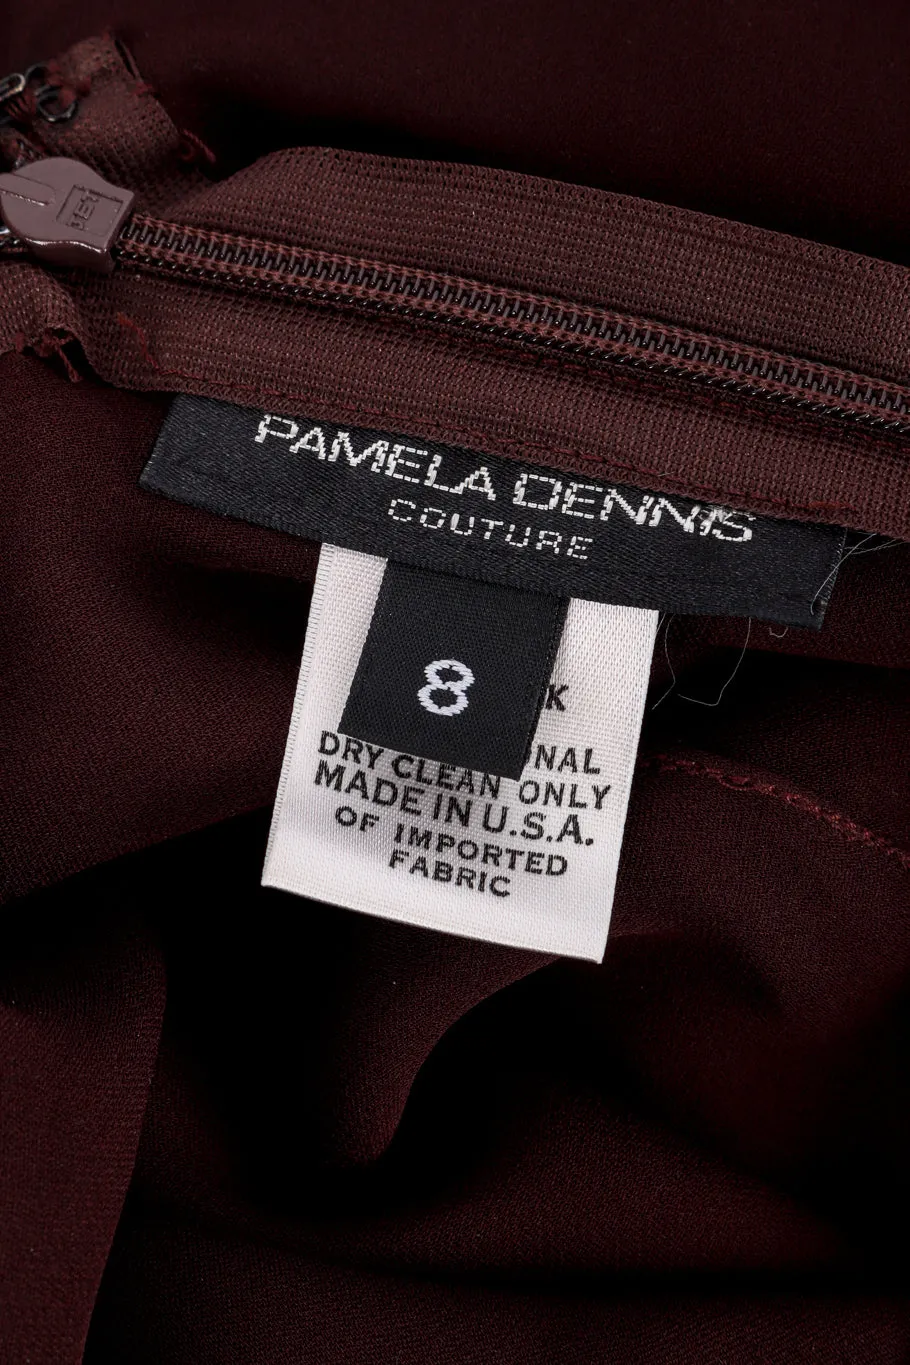 PAMELA DENNIS
COUTURE
8
K
DRY CLEAN ONLY
MADE IN U.S.A.
OF IMPORTED
FABRIC